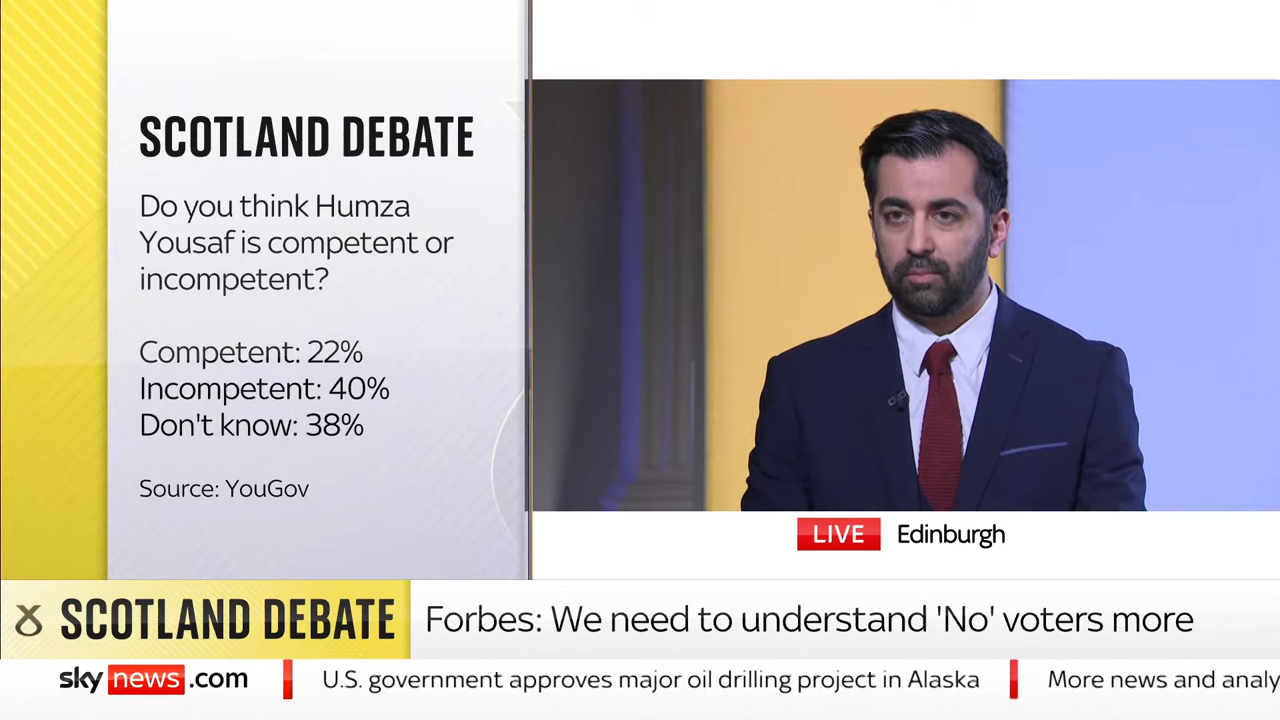 SCOTLAND DEBATE
Do you think Humza
Yousaf is competent or
incompetent?
Competent: 22%
Incompetent: 40%
Don't know: 38%
Source: YouGov
LIVE Edinburgh
SCOTLAND DEBATE
Forbes: We need to understand 'No' voters more
sky news .com
U.S. government approves major oil drilling project in Alaska
More news and analy